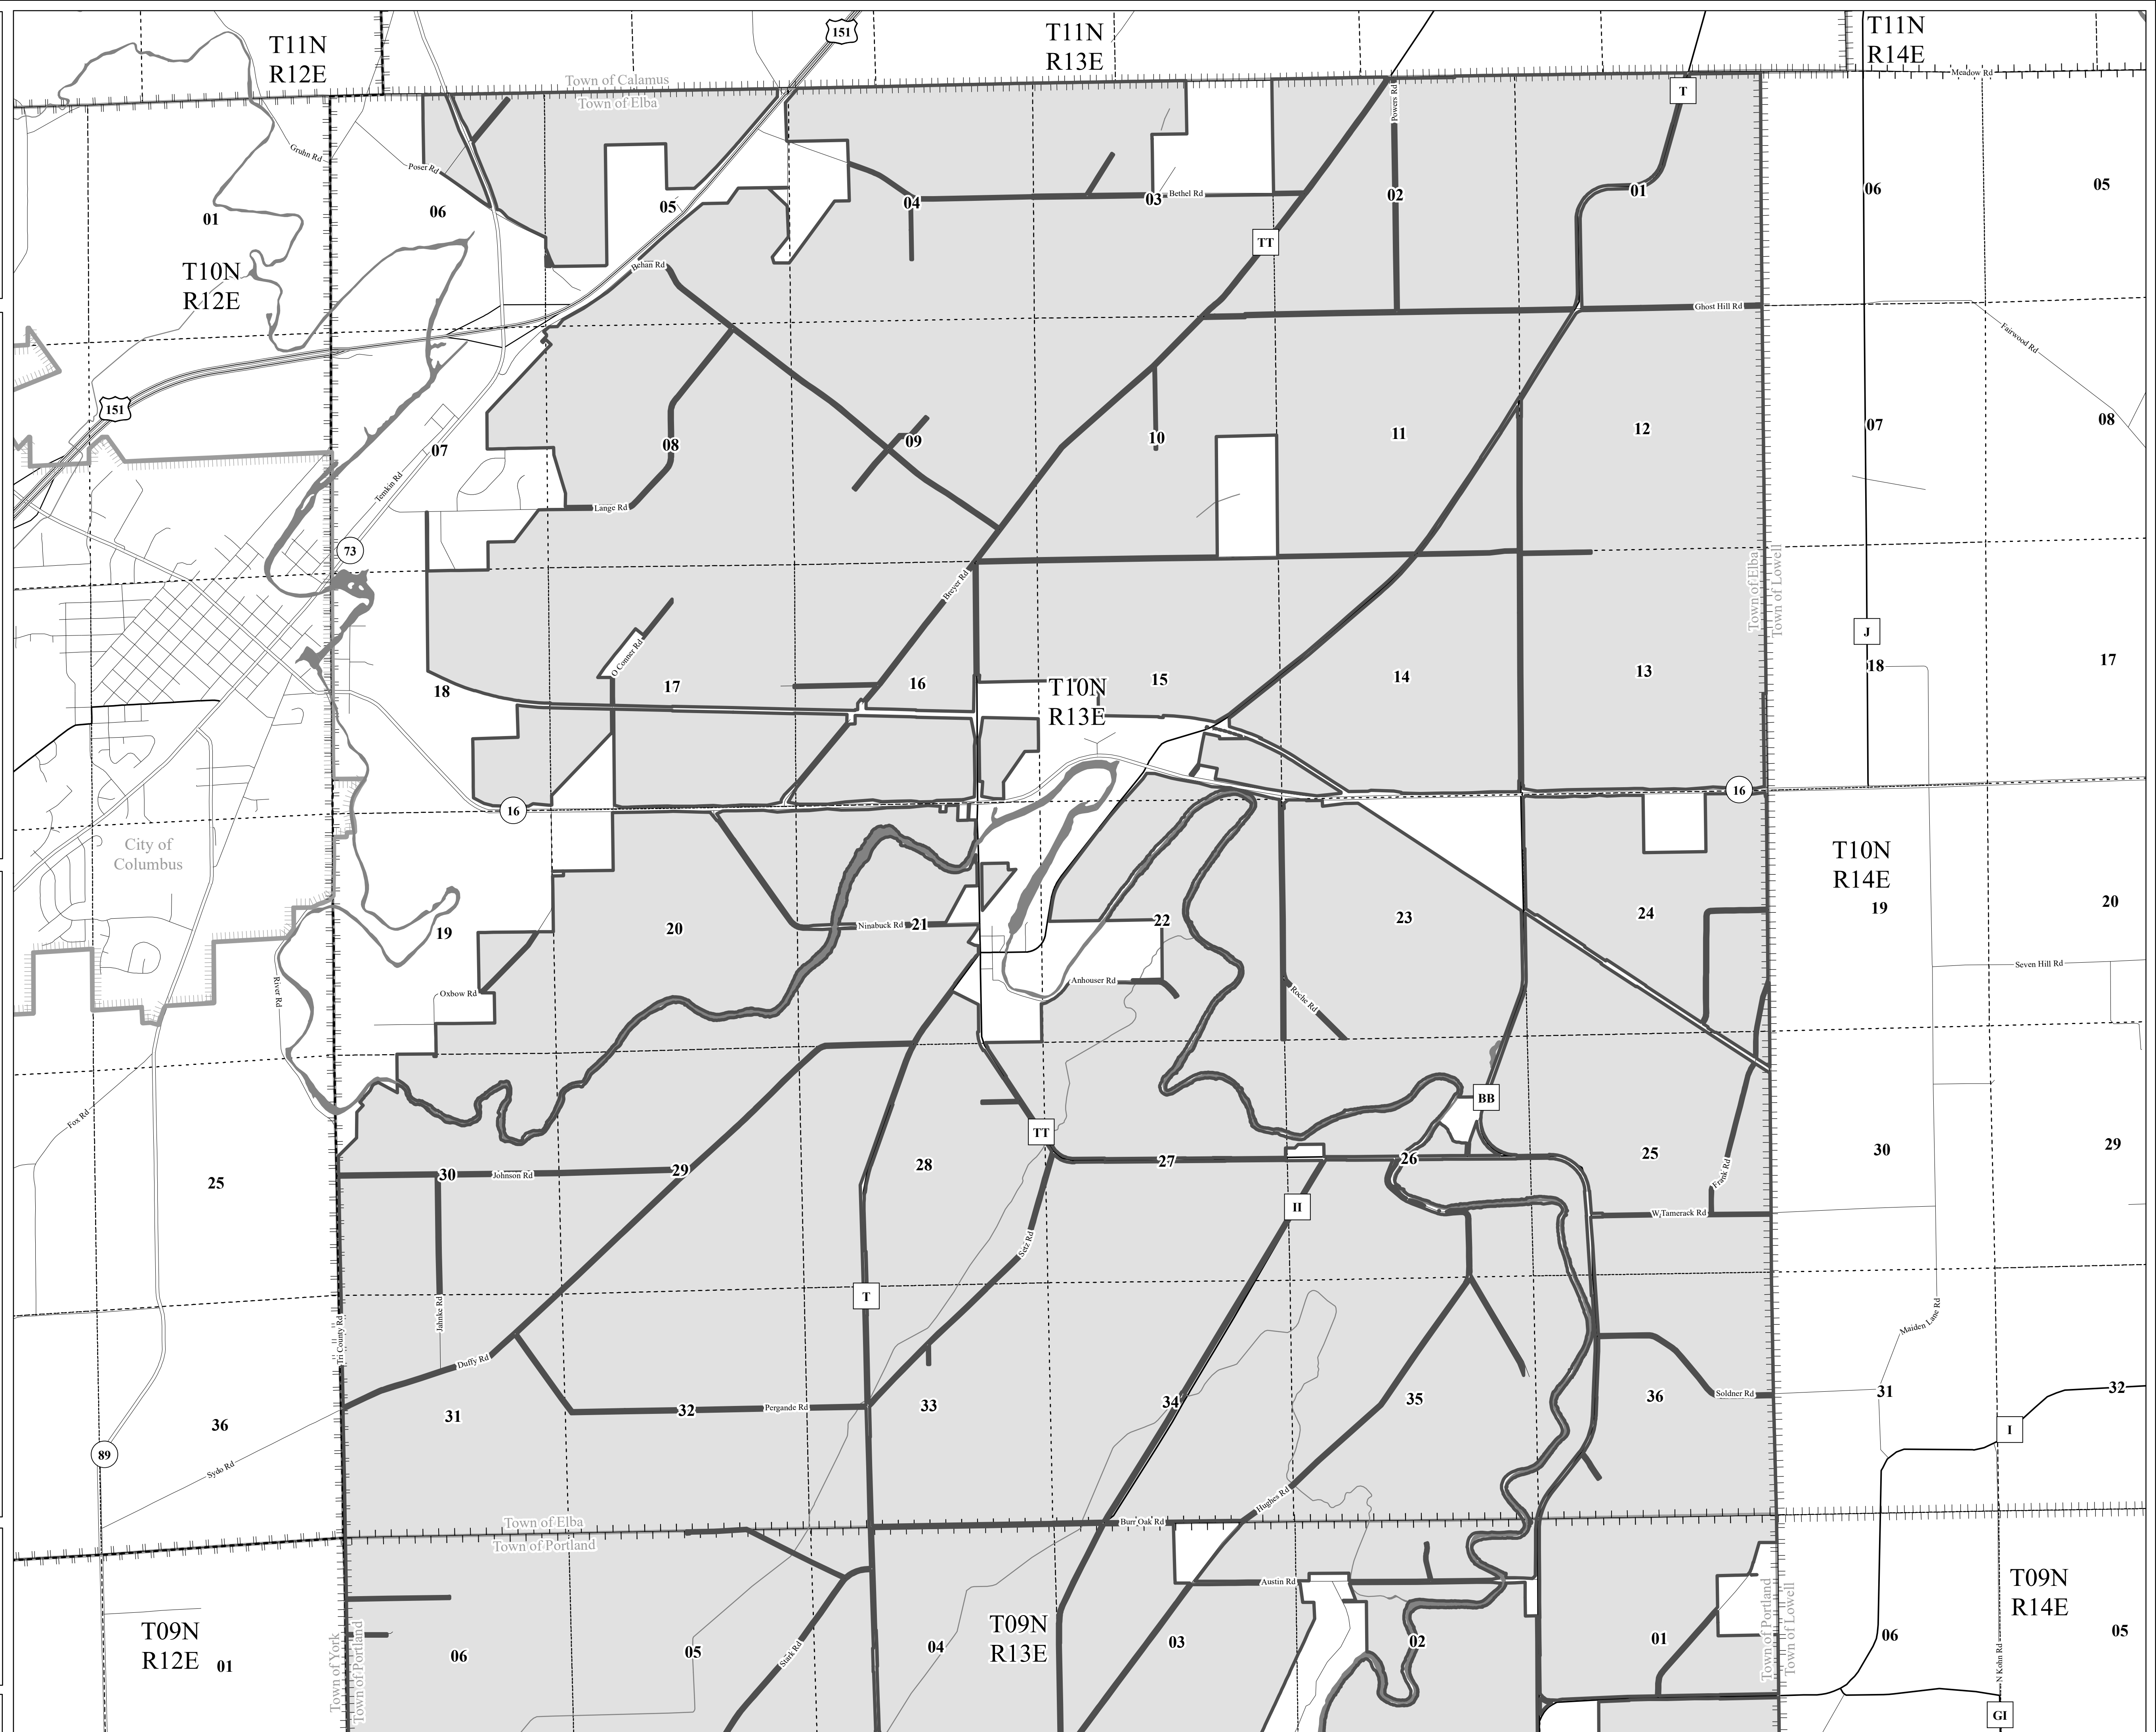 T11N
R12E
151
T11N
R13E
T11N
R14E
Meadow Rd
Town of Calamus
Town of Elba
T
Powers Rd
Gruhn Rd
Poser Rd
01
06
05
04
03
Bethel Rd
02
01
06
05
TT
T10N
R12E
Behan Rd
Ghost Hill Rd
Fairwood Rd
151
07
08
09
10
11
12
07
08
Temkin Rd
Lange Rd
73
Breyer Rd
O Conner Rd
Town of Elba
Town of Lowell
J
18
17
16
T10N
R13E
15
14
13
18
17
16
16
City of
Columbus
T10N
R14E
19
20
Ninabuck Rd
21
22
23
24
19
20
River Rd
Oxbow Rd
Anhouser Rd
Roche Rd
Seven Hill Rd
Fox Rd
BB
TT
25
30
Johnson Rd
29
28
27
26
25
30
29
Frank Rd
II
W Tamerack Rd
Setz Rd
T
Tri County Rd
Jahnke Rd
Maiden Lane Rd
Duffy Rd
36
31
32
Pergande Rd
33
34
35
36
Soldner Rd
31
32
I
89
Sydo Rd
Hughes Rd
Town of Elba
Town of Portland
Burr Oak Rd
Austin Rd
T09N
R12E
01
Town of York
Town of Portland
06
05
Stark Rd
04
T09N
R13E
03
02
01
Town of Portland
Town of Lowell
06
T09N
R14E
05
N Kohn Rd
GI